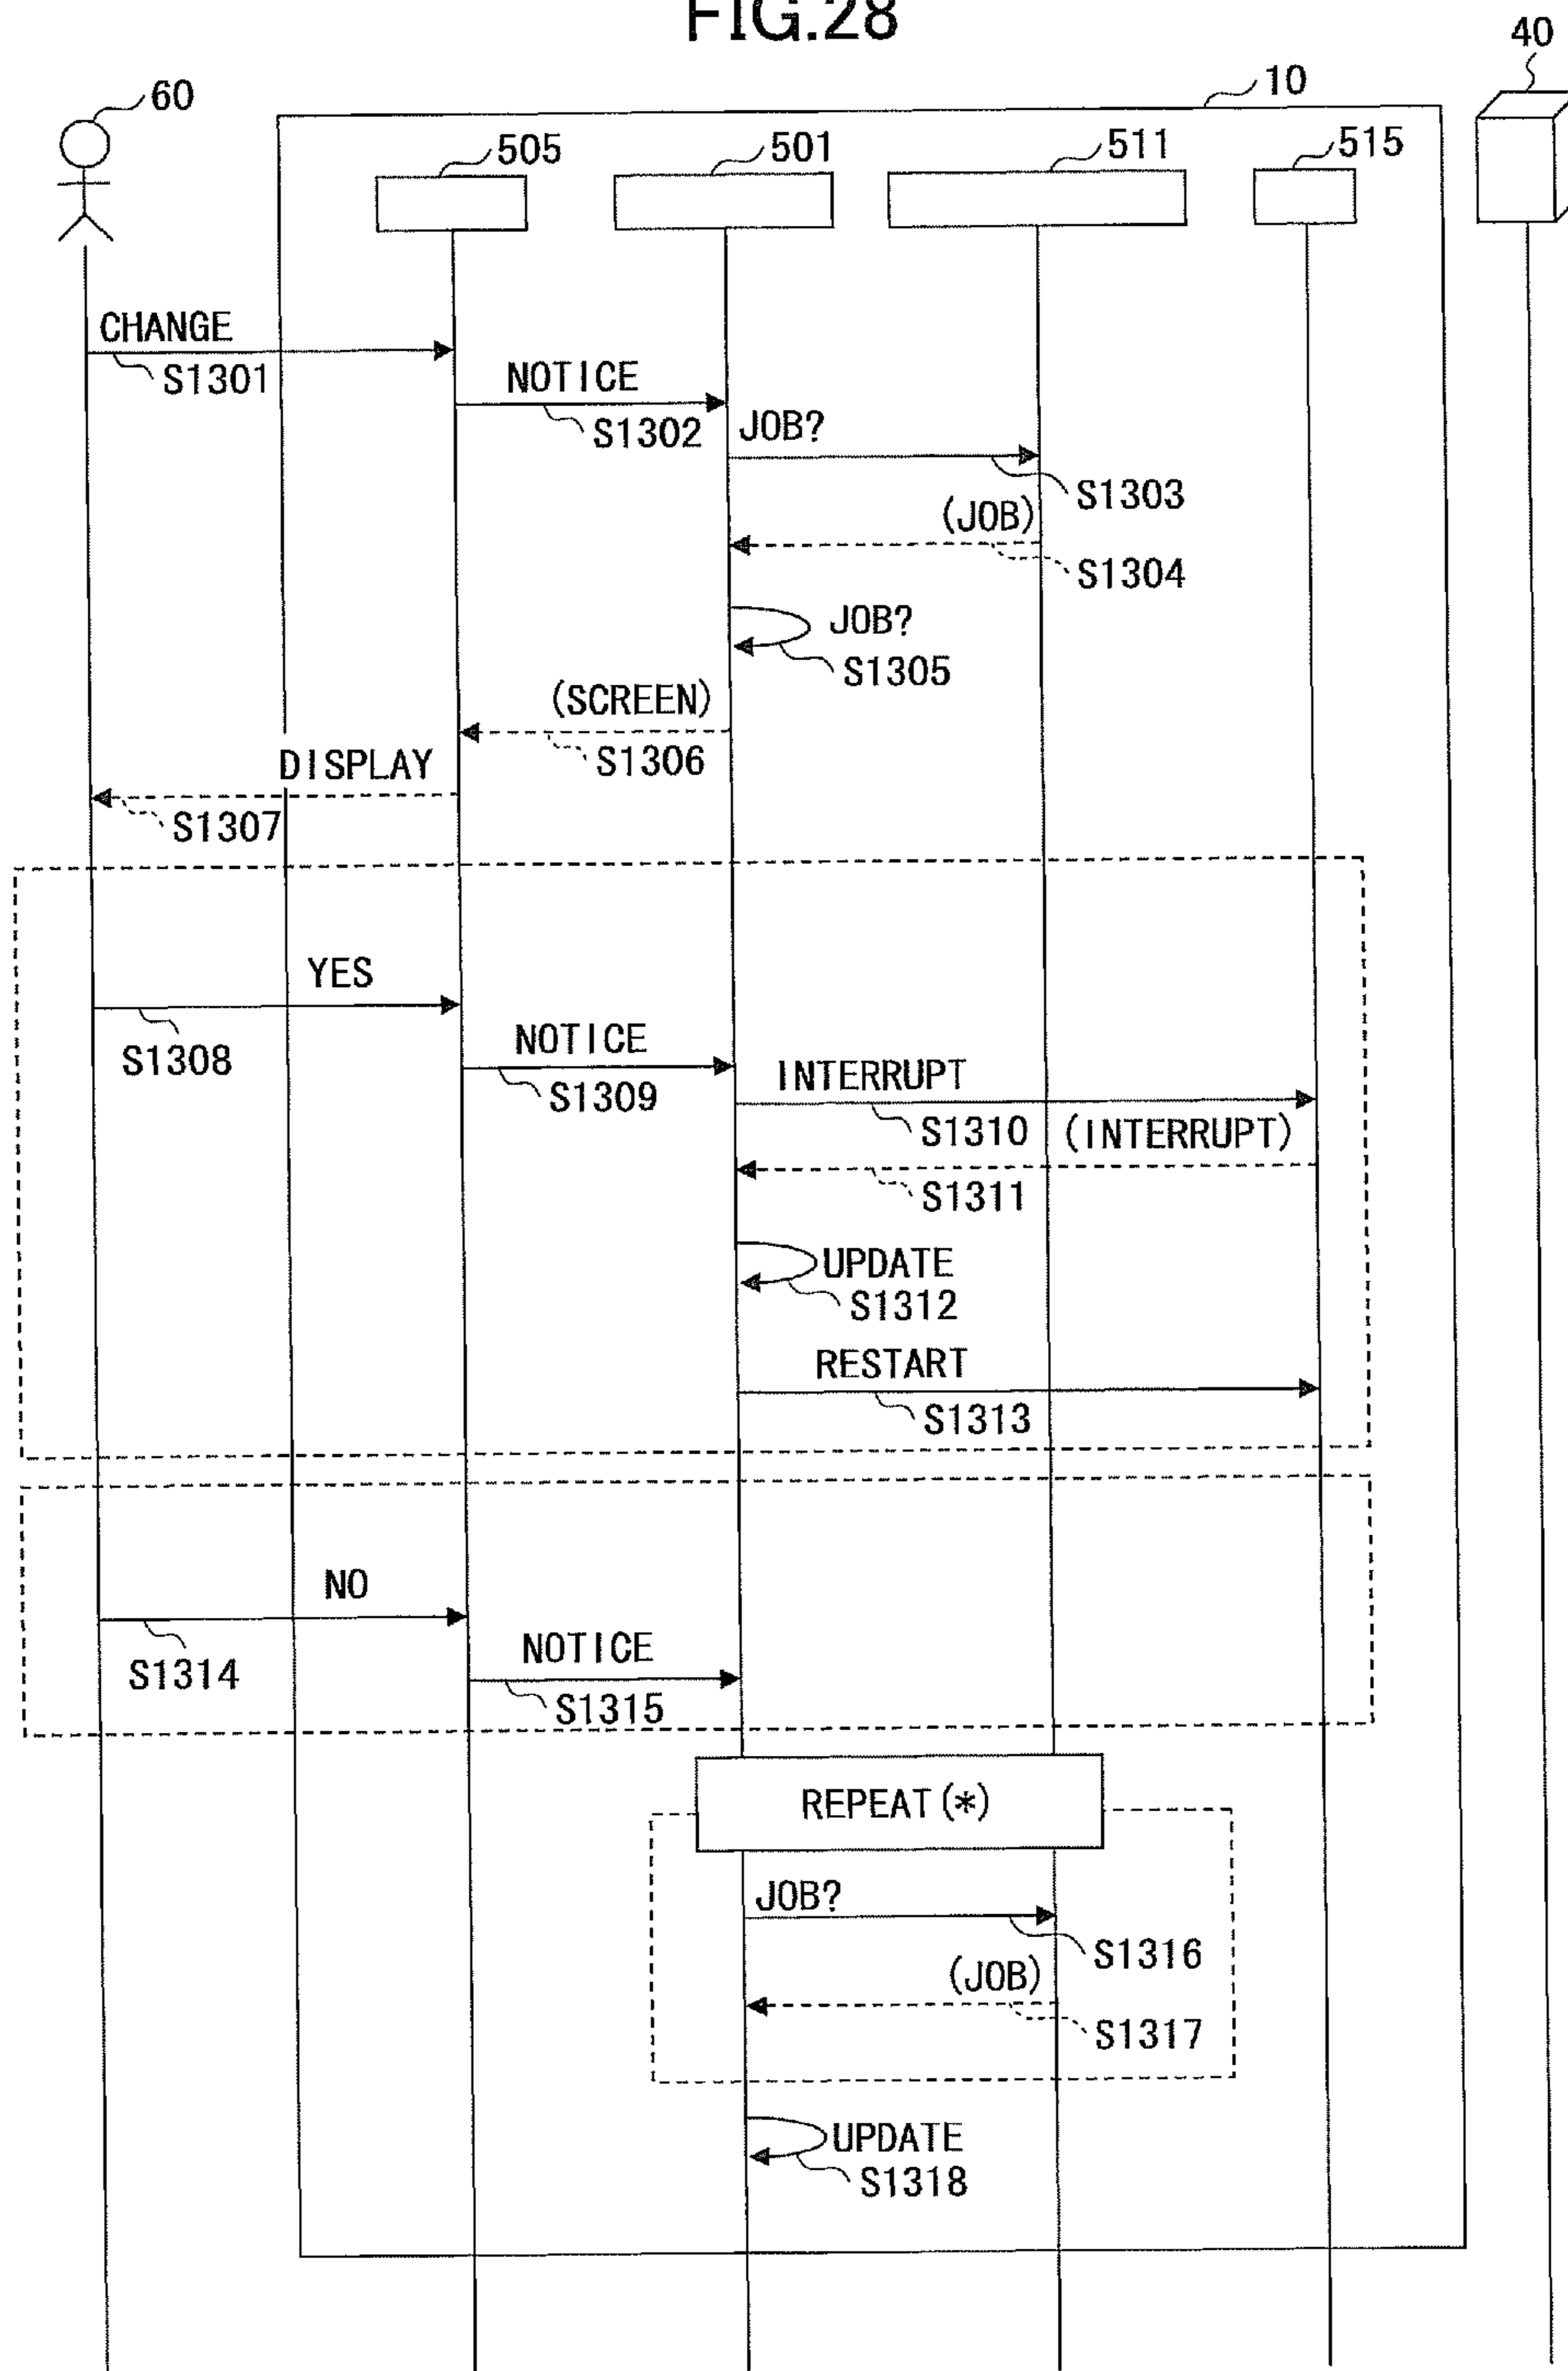 FIG.28
40
60
10
505
501
511
515
CHANGE
S1301
NOTICE
S1302
JOB?
S1303
(JOB)
S1304
JOB?
S1305
(SCREEN)
S1306
DISPLAY
S1307
YES
S1308
NOTICE
S1309
INTERRUPT
S1310
(INTERRUPT)
S1311
UPDATE
S1312
RESTART
S1313
NO
S1314
NOTICE
S1315
REPEAT(*)
JOB?
S1316
(JOB)
S1317
UPDATE
S1318